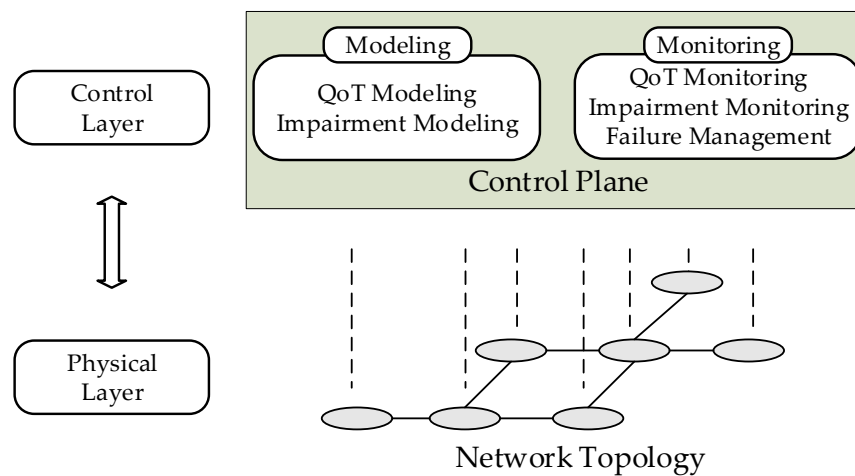 Modeling
Monitoring
Control
Layer
QoT Modeling
Impairment Modeling
QoT Monitoring
Impairment Monitoring
Failure Management
Control Plane
Physical
Layer
Network Topology